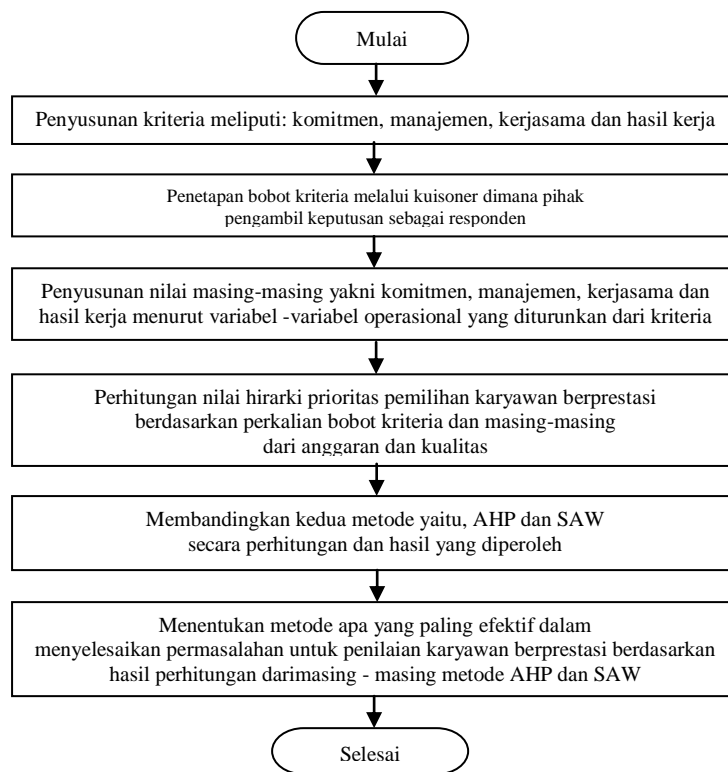 Mulai
Penyusunan kriteria meliputi: komitmen, manajemen, kerjasama dan hasil kerja
Penetapan bobot kriteria melalui kuisoner dimana pihak
pengambil keputusan sebagai responden
Penyusunan nilai masing-masing yakni komitmen, manajemen, kerjasama dan
hasil kerja menurut variabel -variabel operasional yang diturunkan dari kriteria
Perhitungan nilai hirarki prioritas pemilihan karyawan berprestasi
berdasarkan perkalian bobot kriteria dan masing-masing
dari anggaran dan kualitas
Membandingkan kedua metode yaitu, AHP dan SAW
secara perhitungan dan hasil yang diperoleh
Menentukan metode apa yang paling efektif dalam
menyelesaikan permasalahan untuk penilaian karyawan berprestasi berdasarkan
hasil perhitungan darimasing - masing metode AHP dan SAW
Selesai